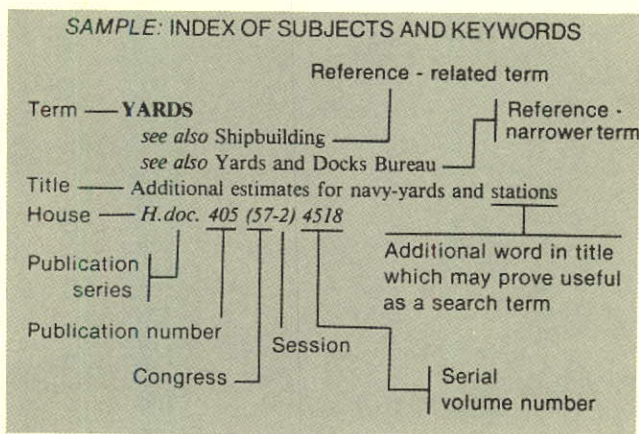 SAMPLE: INDEX OF SUBJECTS AND KEYWORDS
Reference - related term
Term YARDS
Reference -
narrower term
see also Shipbuilding
see also Yards and Docks Bureau
Title Additional estimates for navy-yards and stations
House H.doc. 405 (57-2) 4518
Publication
series
Additional word in title
which may prove useful
as a search term
Publication number
Session
Congress
Serial
volume number